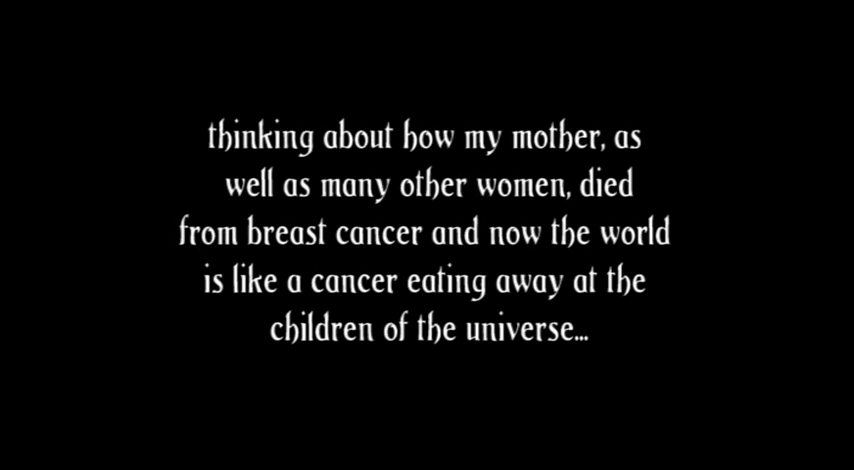 thinking about how my mother, as
well as many other women, died
from breast cancer and now the world
is like a cancer eating away at the
children of the universe...